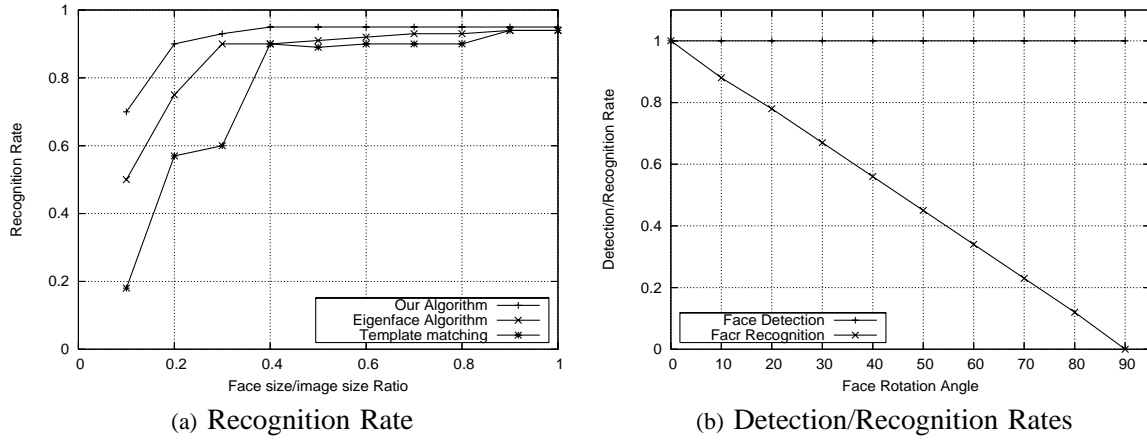 1
0.8
0.6
0.4
0.2
0
0 0.2 0.4 0.6 0.8 1
Recognition Rate
Face size/image size Ratio
Our Algorithm
Eigenface Algorithm
Template matching
(a) Recognition Rate
1
0.8
0.6
0.4
0.2
0
0 10 20 30 40 50 60 70 80 90
Detection/Recognition Rate
Face Rotation Angle
Face Detection
Facr Recognition
(b) Detection/Recognition Rates